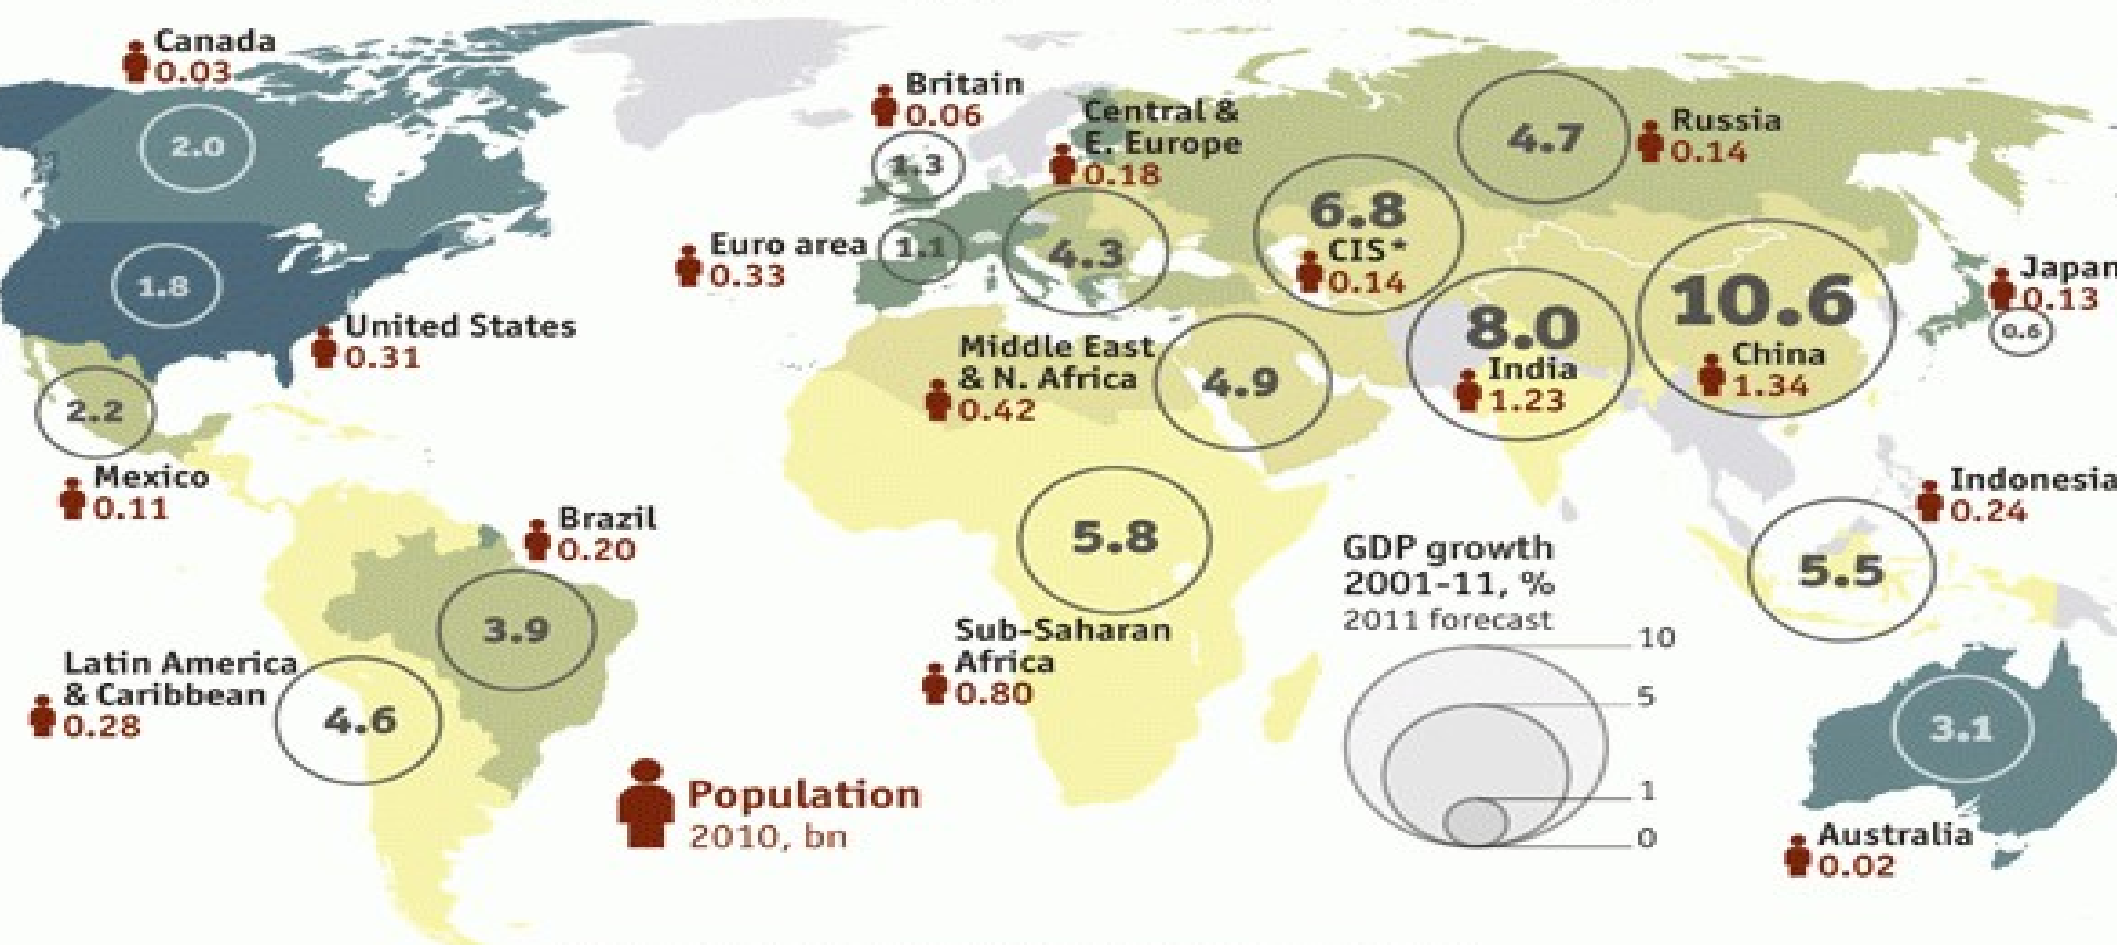 Canada
0.03
2.0
1.8
United States
0.31
2.2
Mexico
0.11
Brazil
0.20
3.9
Latin America
& Caribbean
0.28
4.6
Population
2010, bn
Britain
0.06
1.3
Central &
E. Europe
0.18
Euro area
0.33
1.1
4.3
Middle East
& N. Africa
0.42
4.9
5.8
Sub-Saharan
Africa
0.80
4.7
Russia
0.14
6.8
CIS*
0.14
8.0
India
1.23
10.6
China
1.34
Japan
0.13
0.6
Indonesia
0.24
5.5
GDP growth
2001-11, %
2011 forecast
10
5
1
0
3.1
Australia
0.02